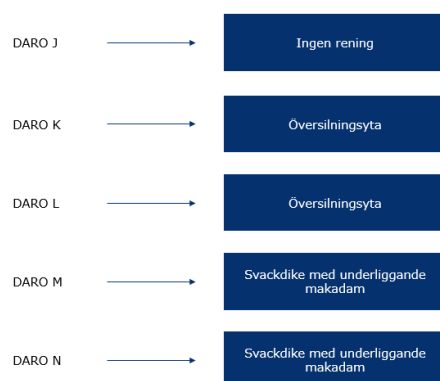 DARO J
Ingen rening
DARO K
Översilningsyta
DARO L
Översilningsyta
DARO M
Svackdike med underliggande
makadam
DARO N
Svackdike med underliggande
makadam